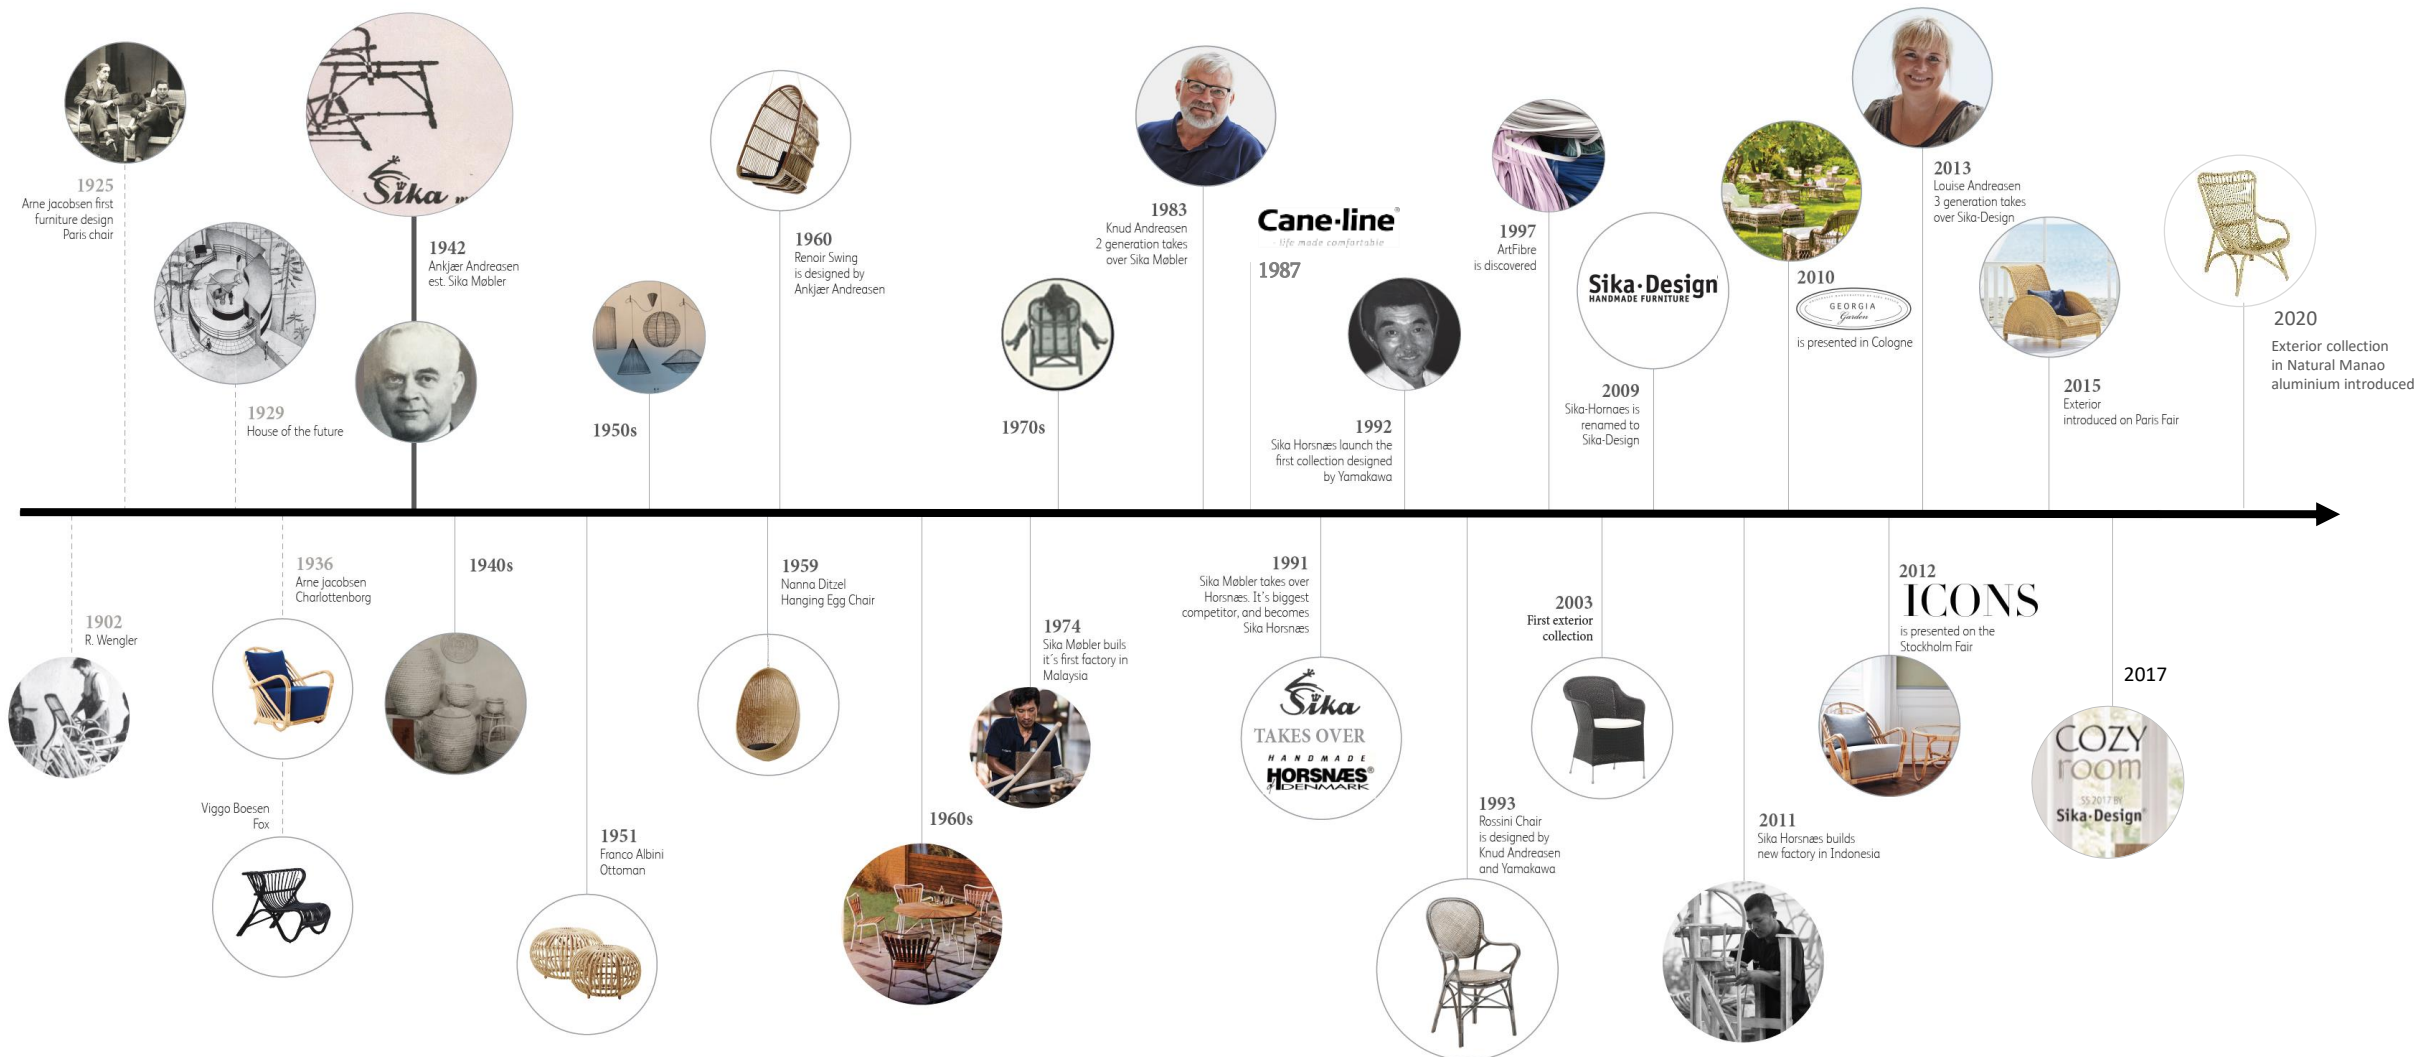 1925
Arne jacobsen first
furniture design
Paris chair
1929
House of the future
Sika
1942
Ankjær Andreasen
est. Sika Møbler
1950s
1960
Renoir Swing
is designed by
Ankjær Andreasen
1970s
1983
Knud Andreasen
2 generation takes
over Sika Møbler
Cane·line®
· life made comfortable
1987
1992
Sika Horsnæs launch the
first collection designed
by Yamakawa
1997
ArtFibre
is discovered
Sika·Design
HANDMADE FURNITURE
2009
Sika-Hornaes is
renamed to
Sika-Design
2010
GEORGIA
Garden
is presented in Cologne
2013
Louise Andreasen
3 generation takes
over Sika-Design
2015
Exterior
introduced on Paris Fair
2020
Exterior collection
in Natural Manao
aluminium introduced
1902
R. Wengler
1936
Arne jacobsen
Charlottenborg
Viggo Boesen
Fox
1940s
1951
Franco Albini
Ottoman
1959
Nanna Ditzel
Hanging Egg Chair
1960s
1974
Sika Møbler buils
it´s first factory in
Malaysia
1991
Sika Møbler takes over
Horsnæs. It's biggest
competitor, and becomes
Sika Horsnæs
Sika
TAKES OVER
HANDMADE
HORSNÆS®
of DENMARK
1993
Rossini Chair
is designed by
Knud Andreasen
and Yamakawa
2003
First exterior
collection
2011
Sika Horsnæs builds
new factory in Indonesia
2012
ICONS
is presented on the
Stockholm Fair
2017
COZY
room
SS 2017 BY
Sika·Design®